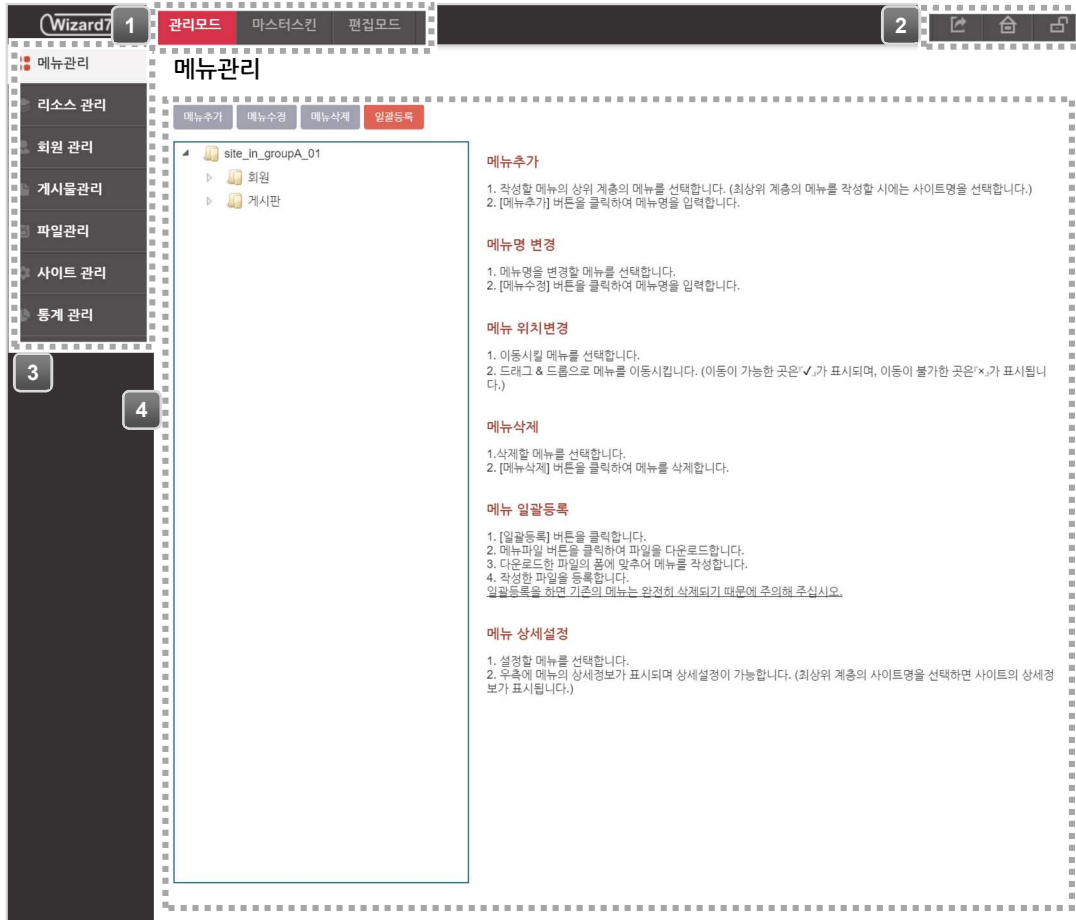 Wizard7
1
관리모드
마스터스킨
편집모드
2
메뉴관리
리소스 관리
회원 관리
게시물관리
파일관리
사이트 관리
통계 관리
3
4
메뉴관리
메뉴추가
메뉴수정
메뉴삭제
일괄등록
site_in_groupA_01
회원
게시판
메뉴추가
1. 작성할 메뉴의 상위 계층의 메뉴를 선택합니다. (최상위 계층의 메뉴를 작성할 시에는 사이트명을 선택합니다.)
2. [메뉴추가] 버튼을 클릭하여 메뉴명을 입력합니다.
메뉴명 변경
1. 메뉴명을 변경할 메뉴를 선택합니다.
2. [메뉴수정] 버튼을 클릭하여 메뉴명을 입력합니다.
메뉴 위치변경
1. 이동시킬 메뉴를 선택합니다.
2. 드래그 & 드롭으로 메뉴를 이동시킵니다. (이동이 가능한 곳은『✔』가 표시되며, 이동이 불가한 곳은『×』가 표시됩니
다.)
메뉴삭제
1.삭제할 메뉴를 선택합니다.
2. [메뉴삭제] 버튼을 클릭하여 메뉴를 삭제합니다.
메뉴 일괄등록
1. [일괄등록] 버튼을 클릭합니다.
2. 메뉴파일 버튼을 클릭하여 파일을 다운로드합니다.
3. 다운로드한 파일의 폼에 맞추어 메뉴를 작성합니다.
4. 작성한 파일을 등록합니다.
일괄등록을 하면 기존의 메뉴는 완전히 삭제되기 때문에 주의해 주십시오.
메뉴 상세설정
1. 설정할 메뉴를 선택합니다.
2. 우측에 메뉴의 상세정보가 표시되며 상세설정이 가능합니다. (최상위 계층의 사이트명을 선택하면 사이트의 상세정
보가 표시됩니다.)